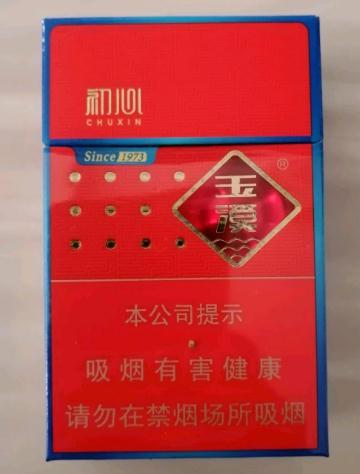 初心
CHUXIN
Since 1973
玉溪
®
本公司提示
吸烟有害健康
请勿在禁烟场所吸烟